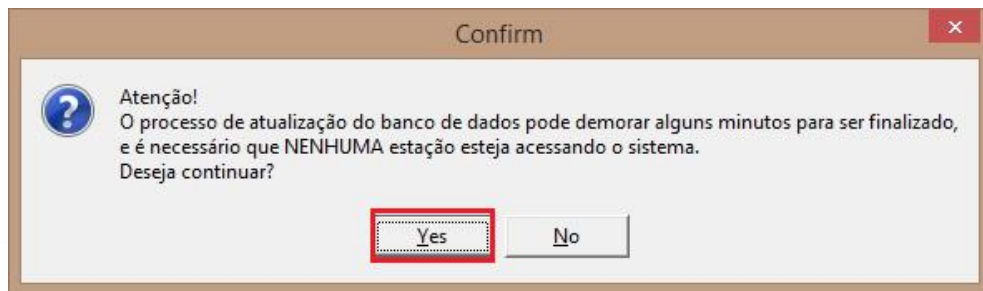 Confirm
Atenção!
O processo de atualização do banco de dados pode demorar alguns minutos para ser finalizado,
e é necessário que NENHUMA estação esteja acessando o sistema.
Deseja continuar?
Yes No